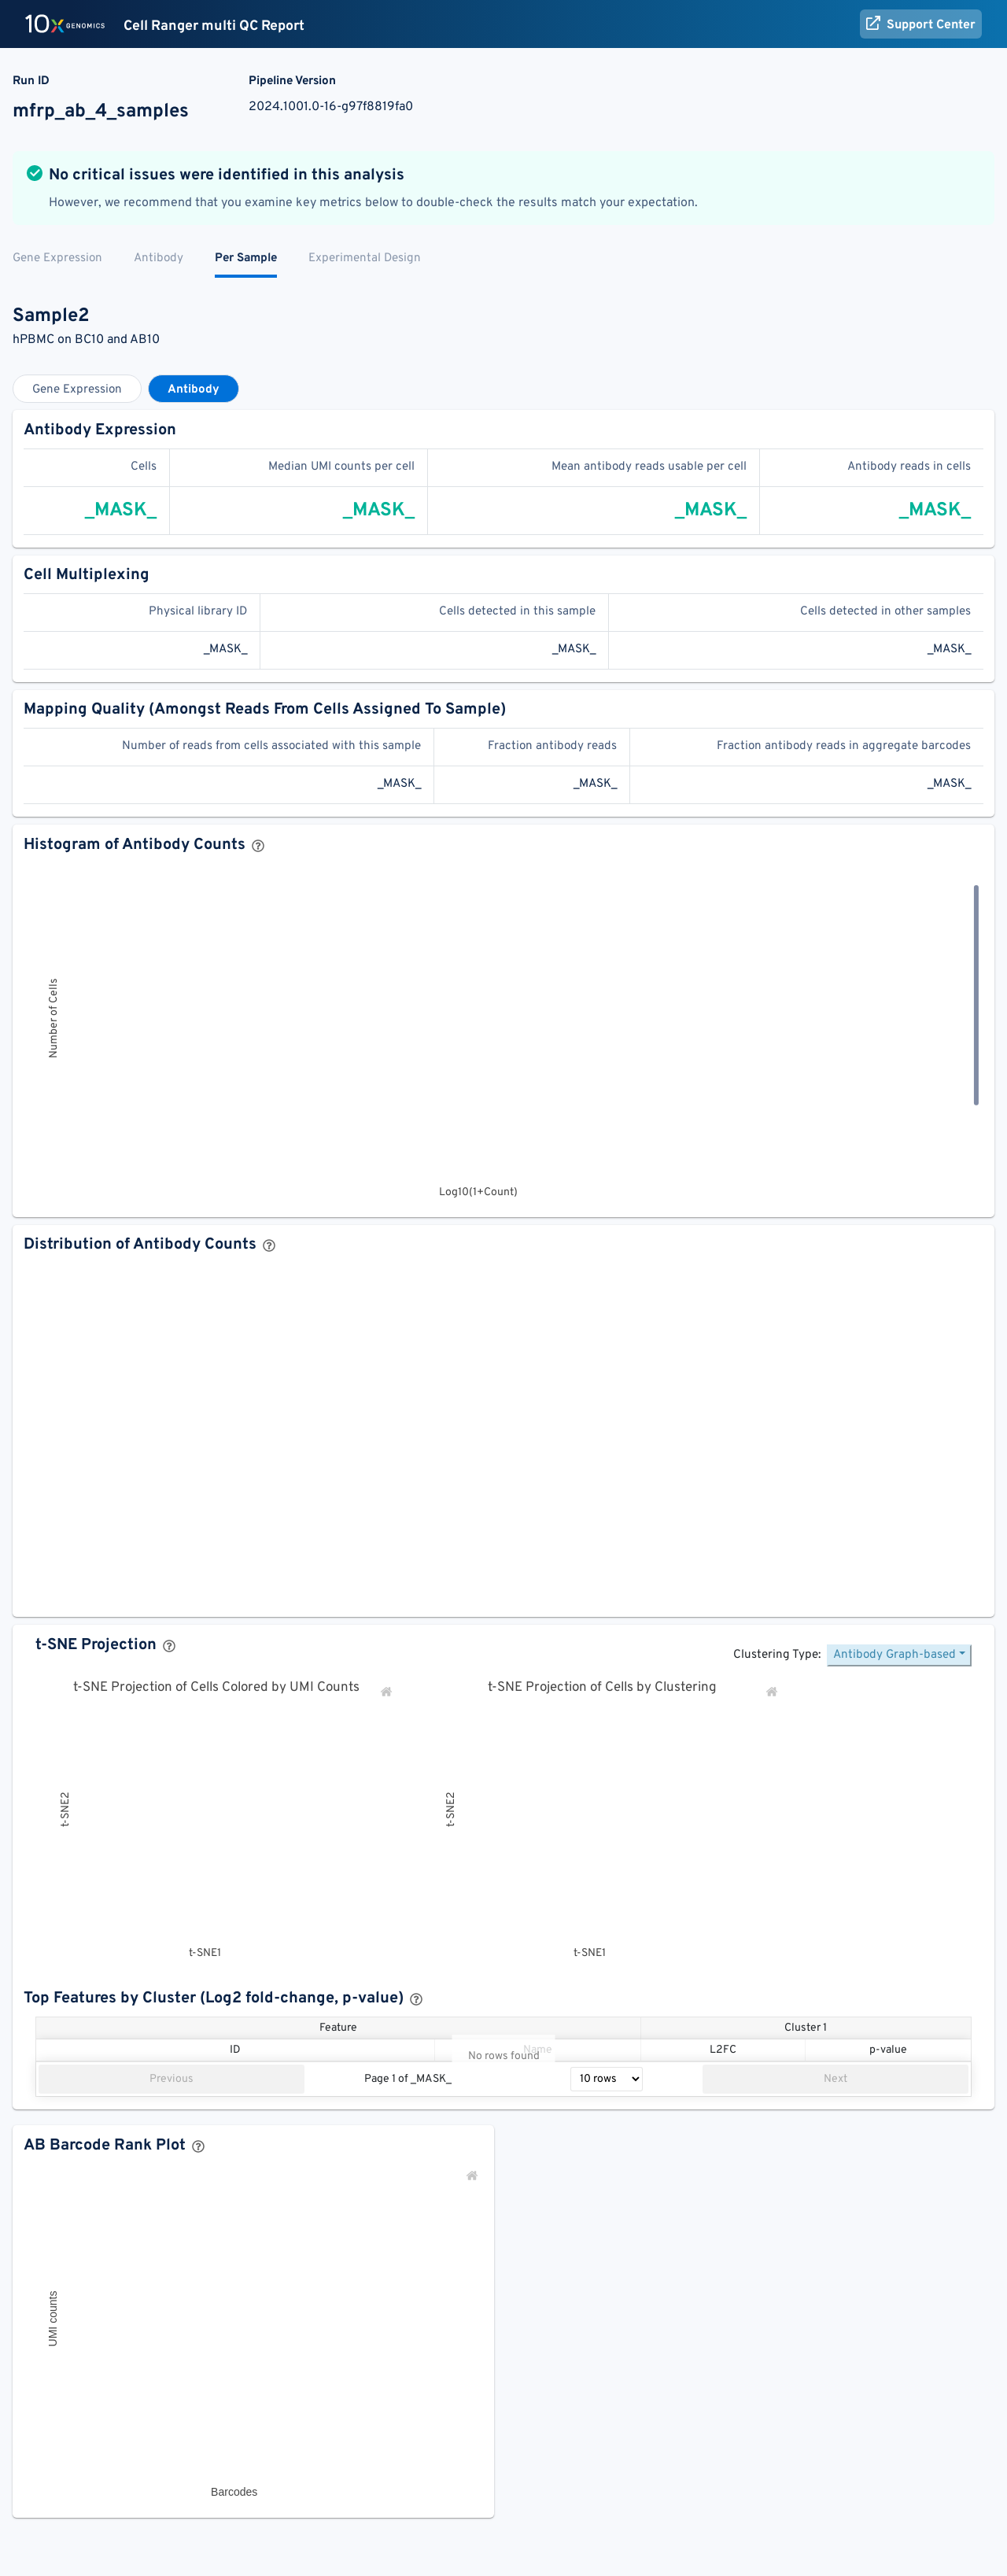 10x GENOMICS Cell Ranger multi QC Report Support Center
Run ID Pipeline Version
mfrp_ab_4_samples 2024.1001.0-16-g97f8819fa0
No critical issues were identified in this analysis
However, we recommend that you examine key metrics below to double-check the results match your expectation.
Gene Expression Antibody Per Sample Experimental Design
Sample2
hPBMC on BC10 and AB10
Gene Expression Antibody
Antibody Expression
Cells Median UMI counts per cell Mean antibody reads usable per cell Antibody reads in cells
_MASK_ _MASK_ _MASK_ _MASK_
Cell Multiplexing
Physical library ID Cells detected in this sample Cells detected in other samples
_MASK_ _MASK_ _MASK_
Mapping Quality (Amongst Reads From Cells Assigned To Sample)
Number of reads from cells associated with this sample Fraction antibody reads Fraction antibody reads in aggregate barcodes
_MASK_ _MASK_ _MASK_
Histogram of Antibody Counts ?
Number of Cells
Log10(1+Count)
Distribution of Antibody Counts ?
t-SNE Projection ?
Clustering Type: Antibody Graph-based
t-SNE Projection of Cells Colored by UMI Counts t-SNE Projection of Cells by Clustering
t-SNE2 t-SNE2
t-SNE1 t-SNE1
Top Features by Cluster (Log2 fold-change, p-value) ?
Feature Cluster 1
ID Name L2FC p-value
No rows found
Previous Page 1 of _MASK_ 10 rows Next
AB Barcode Rank Plot ?
UMI counts
Barcodes